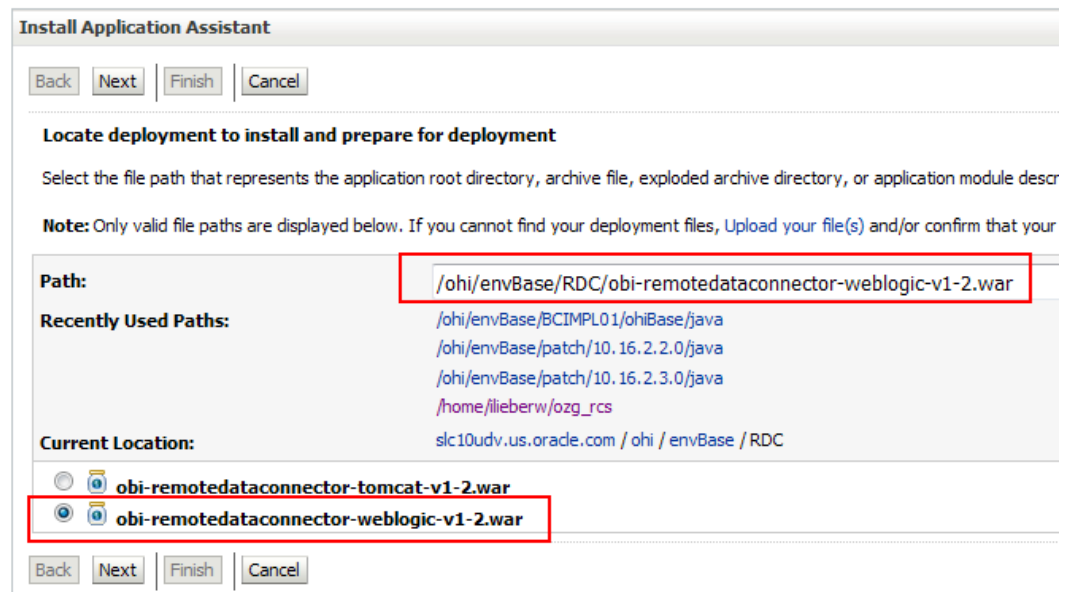 Install Application Assistant
Back Next Finish Cancel
Locate deployment to install and prepare for deployment
Select the file path that represents the application root directory, archive file, exploded archive directory, or application module descr
Note: Only valid file paths are displayed below. If you cannot find your deployment files, Upload your file(s) and/or confirm that your
Path: /ohi/envBase/RDC/obi-remotedataconnector-weblogic-v1-2.war
Recently Used Paths: /ohi/envBase/BCIMPL01/ohiBase/java
/ohi/envBase/patch/10.16.2.2.0/java
/ohi/envBase/patch/10.16.2.3.0/java
/home/ilieberw/ozg_rcs
Current Location: slc10udv.us.oracle.com / ohi / envBase / RDC
obi-remotedataconnector-tomcat-v1-2.war
obi-remotedataconnector-weblogic-v1-2.war
Back Next Finish Cancel